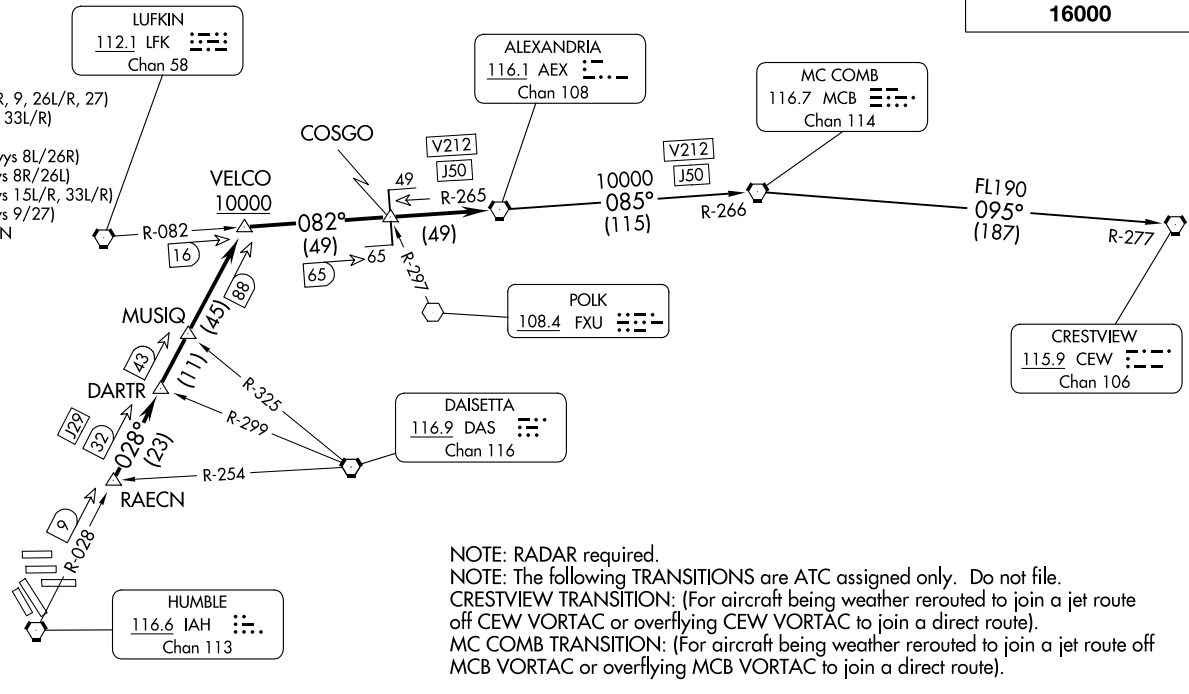 16000
LUFKIN
112.1 LFK
Chan 58
R, 9, 26L/R, 27)
33L/R)
ys 8L/26R)
s 8R/26L)
s 15L/R, 33L/R)
s 9/27)
N
ALEXANDRIA
116.1 AEX
Chan 108
MC COMB
116.7 MCB
Chan 114
COSGO
V212
J50
V212
J50
VELCO
10000
49
R-265
10000
085°
(115)
R-266
FL190
095°
(187)
R-277
R-082
16
082°
(49)
(49)
65
65
R-297
88
(45)
MUSIQ
POLK
108.4 FXU
CRESTVIEW
115.9 CEW
Chan 106
43
(11)
DARTR
R-325
R-299
J29
32
028°
(23)
DAISETTA
116.9 DAS
Chan 116
R-254
RAECN
9
R-028
HUMBLE
116.6 IAH
Chan 113
NOTE: RADAR required.
NOTE: The following TRANSITIONS are ATC assigned only. Do not file.
CRESTVIEW TRANSITION: (For aircraft being weather rerouted to join a jet route
off CEW VORTAC or overflying CEW VORTAC to join a direct route).
MC COMB TRANSITION: (For aircraft being weather rerouted to join a jet route off
MCB VORTAC or overflying MCB VORTAC to join a direct route).